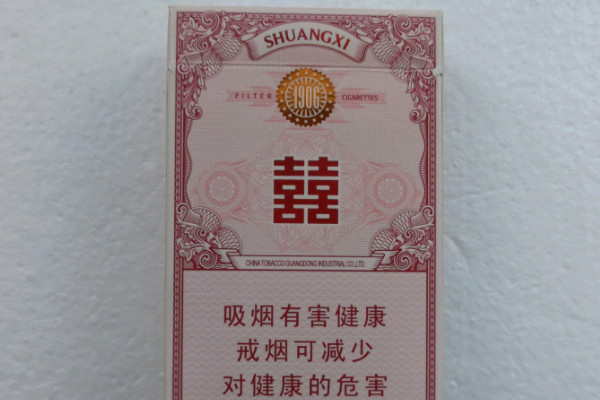 SHUANGXI
1906
FILTER CIGARETTES
囍
CHINA TOBACCO GUANGDONG INDUSTRIAL CO.,LTD.
吸烟有害健康
戒烟可减少
对健康的危害